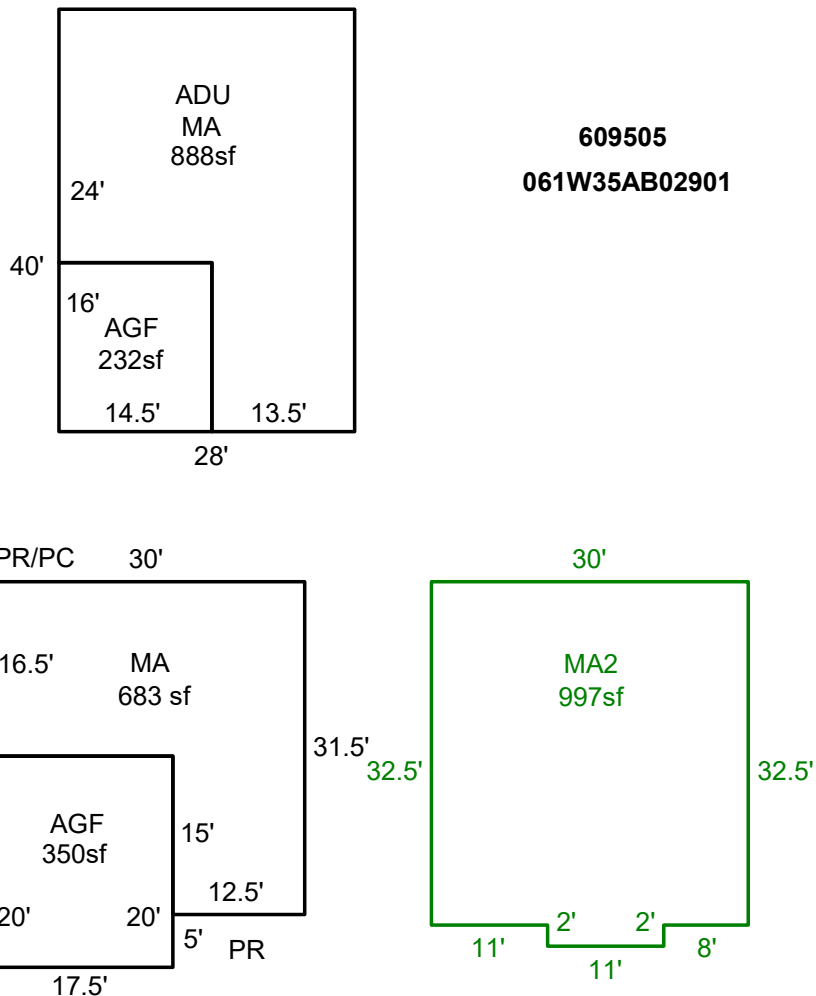 ADU
MA
888sf
609505
061W35AB02901
24'
40'
16'
AGF
232sf
14.5'
13.5'
28'
PR/PC
30'
30'
16.5'
MA
683 sf
MA2
997sf
31.5'
32.5'
32.5'
AGF
350sf
15'
12.5'
20'
20'
5'
PR
2'
2'
11'
11'
8'
17.5'